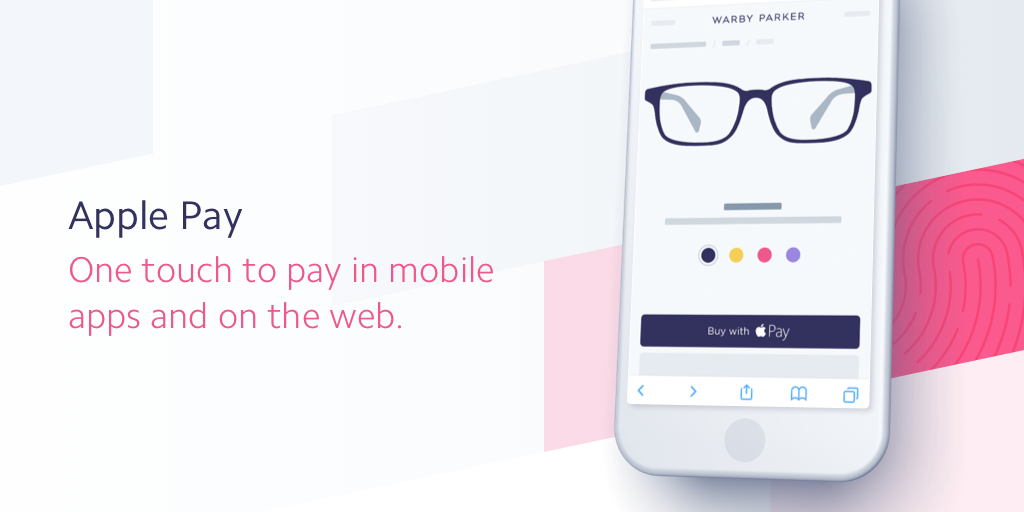 WARBY PARKER
Apple Pay
One touch to pay in mobile
apps and on the web.
Buy with Pay